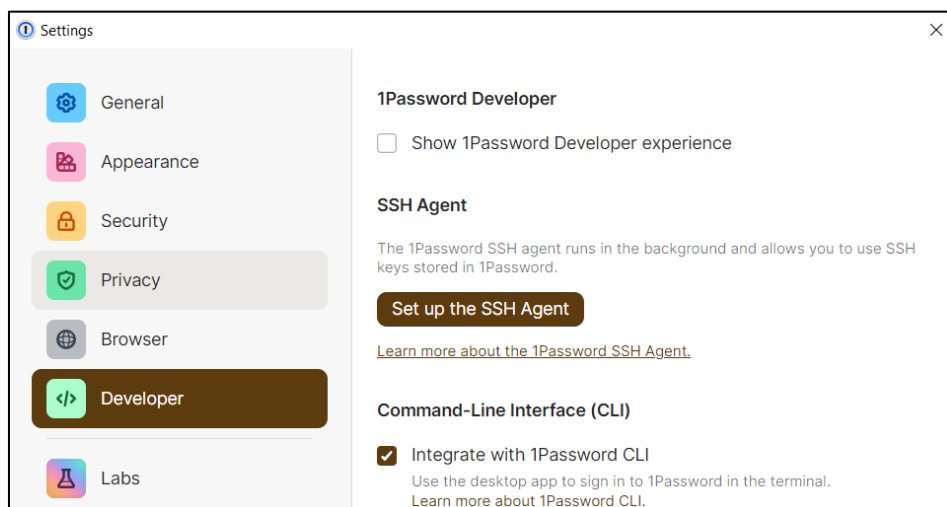 Settings
General
Appearance
Security
Privacy
Browser
Developer
Labs
1Password Developer
Show 1Password Developer experience
SSH Agent
The 1Password SSH agent runs in the background and allows you to use SSH
keys stored in 1Password.
Set up the SSH Agent
Learn more about the 1Password SSH Agent.
Command-Line Interface (CLI)
Integrate with 1Password CLI
Use the desktop app to sign in to 1Password in the terminal.
Learn more about 1Password CLI.